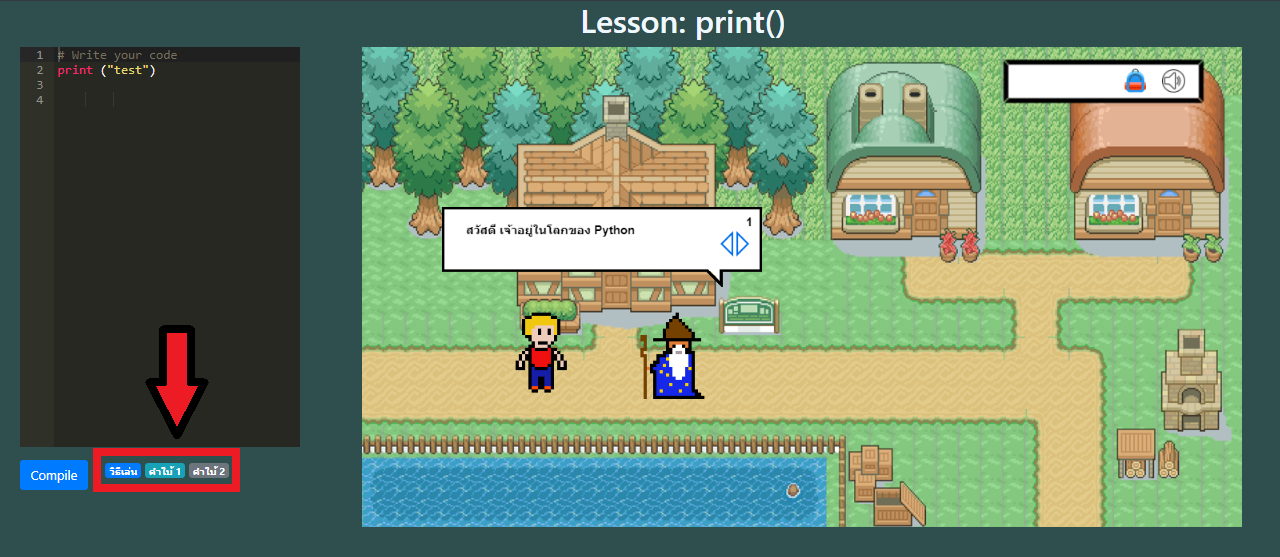 Lesson: print()
1 # Write your code
2 print ("test")
3
4
1
สวัสดี เจ้าอยู่ในโลกของ Python
Compile วิธีเล่น คำใบ้ 1 คำใบ้ 2